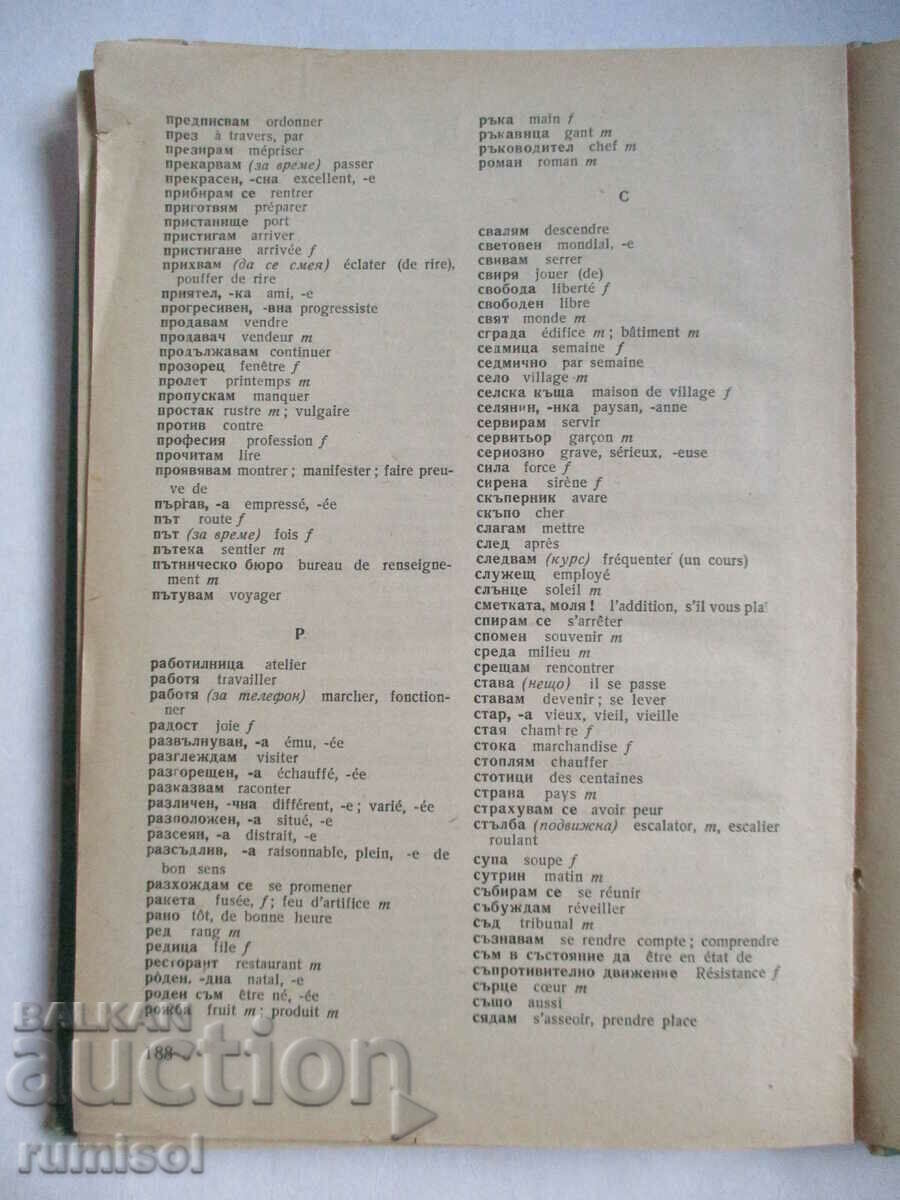 предписвам ordonner
през à travers, par
презирам mépriser
прекарвам (за време) passer
прекрасен, -сна excellent, -e
прибирам се rentrer
приготвям préparer
пристанище port
пристигам arriver
пристигане arrivée f
прихвам (да се смея) éclater (de rire),
pouffer de rire
приятел, -ка ami, -e
прогресивен, -вна progressiste
продавам vendre
продавач vendeur m
продължавам continuer
прозорец fenêtre f
пролет printemps m
пропускам manquer
простак rustre m ; vulgaire
против contre
професия profession f
прочитам lire
проявявам montrer ; manifester ; faire preu-
ve de
пъргав, -а empressé, -ée
път route f
път (за време) fois f
пътека sentier m
пътническо бюро bureau de renseigne-
ment m
пътувам voyager
Р
работилница atelier
работя travailler
работя (за телефон) marcher, fonction-
ner
радост joie f
развълнуван, -а ému, -ée
разглеждам visiter
разгорещен, -а échauffé, -ée
разказвам raconter
различен, -чна différent, -e ; varié, -ée
разположен, -а situé, -e
разсеян, -а distrait, -e
разсъдлив, -а raisonnable, plein, -e de
bon sens
разхождам се se promener
ракета fusée, f ; feu d'artifice m
рано tôt, de bonne heure
ред rang m
редица file f
ресторант restaurant m
роден, -дна natal, -e
роден съм être né, -ée
рожба fruit m ; produit m
188
ръка main f
ръкавица gant m
ръководител chef m
роман roman m
С
свалям descendre
световен mondial, -e
свивам serrer
свиря jouer (de)
свобода liberté f
свободен libre
свят monde m
сграда édifice m ; bâtiment m
седмица semaine f
седмично par semaine
село village m
селска къща maison de village f
селянин, -нка paysan, -anne
сервирам servir
сервитьор garçon m
сериозно grave, sérieux, -euse
сила force f
сирена sirène f
скъперник avare
скъпо cher
слагам mettre
след après
следвам (курс) fréquenter (un cours)
служещ employé
слънце soleil m
сметката, моля ! l'addition, s'il vous plaî
спирам се s'arrêter
спомен souvenir m
среда milieu m
срещам rencontrer
става (нещо) il se passe
ставам devenir ; se lever
стар, -а vieux, vieil, vieille
стая chambre f
стока marchandise f
стоплям chauffer
стотици des centaines
страна pays m
страхувам се avoir peur
стълба (подвижна) escalator, m, escalier
roulant
супа soupe f
сутрин matin m
събирам се se réunir
събуждам réveiller
съд tribunal m
съзнавам se rendre compte ; comprendre
съм в състояние да être en état de
съпротивително движение Résistance f
сърце cœur m
също aussi
сядам s'asseoir, prendre place
BALKAN
auction
rumisol